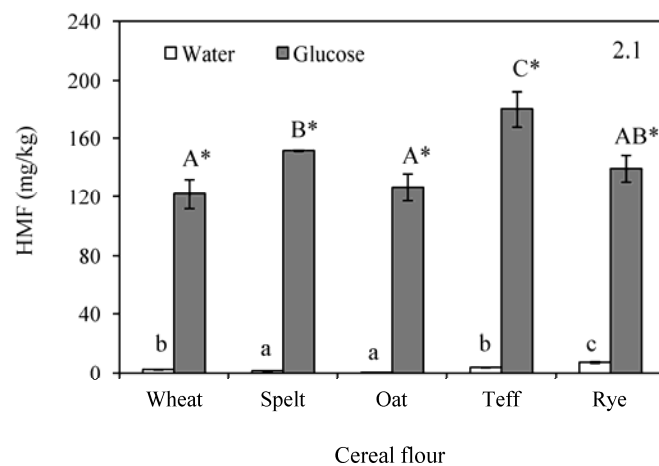 240
Water Glucose 2.1
200
C*
160
B*
AB*
A* A*
HMF (mg/kg)
120
80
40
b a a b c
0
Wheat Spelt Oat Teff Rye
Cereal flour